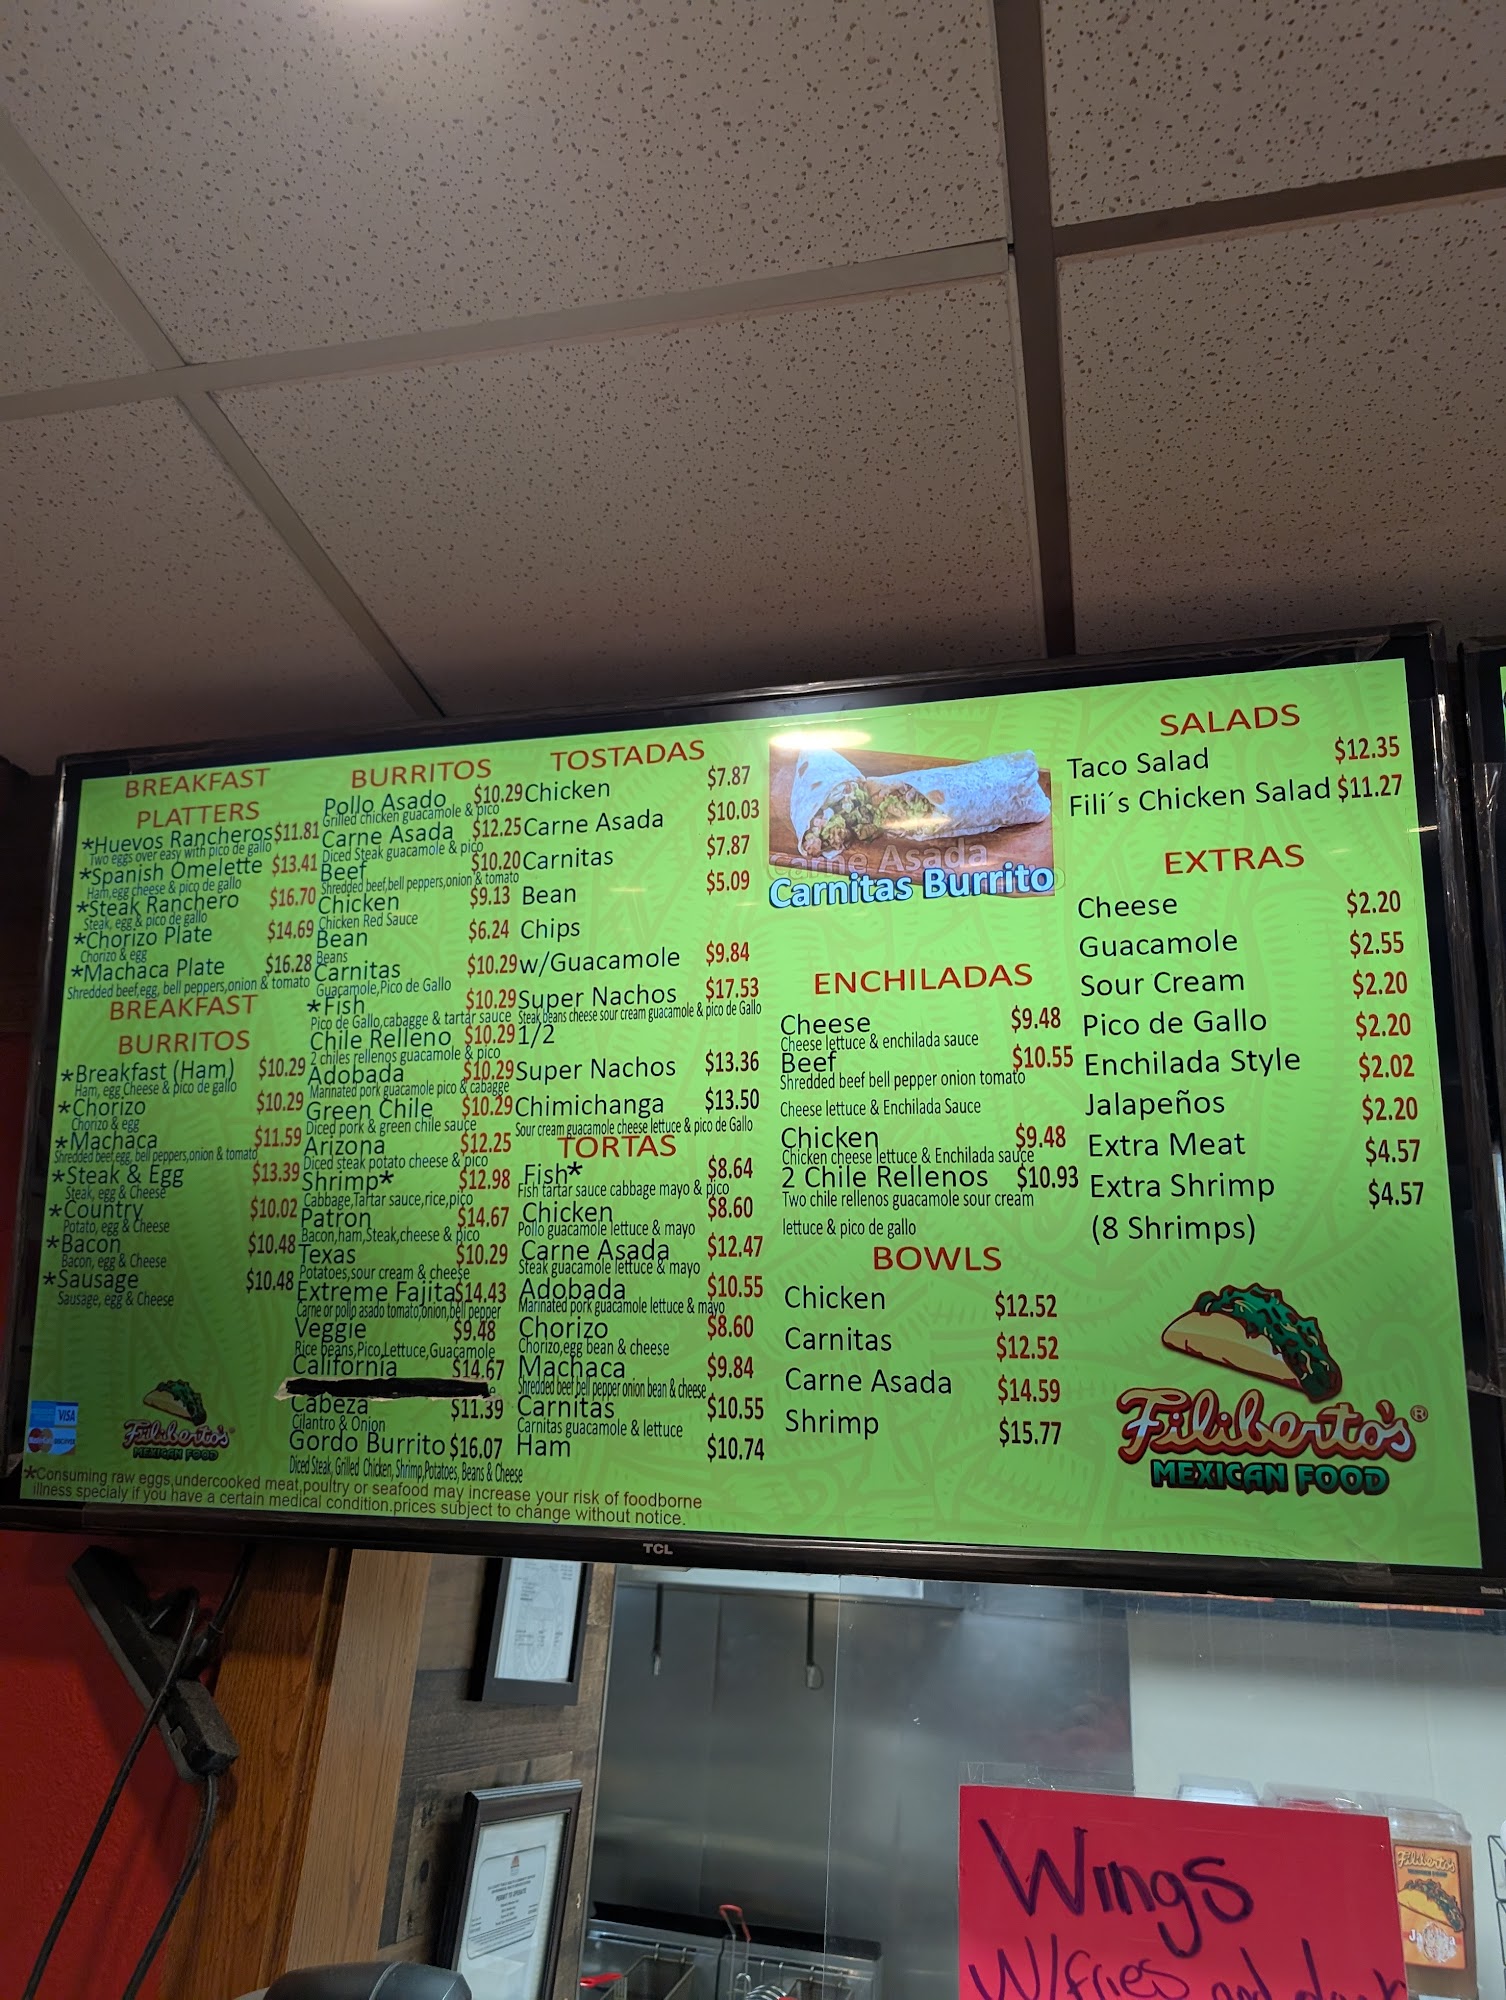 BREAKFAST
PLATTERS
*Huevos Rancheros $11.81
Two eggs over easy with pico de gallo
*Spanish Omelette $13.41
Ham,egg cheese & pico de gallo
*Steak Ranchero $16.70
Steak, egg & pico de gallo
*Chorizo Plate $14.69
Chorizo & egg
*Machaca Plate $16.28
Shredded beef,egg, bell peppers,onion & tomato
BREAKFAST
BURRITOS
*Breakfast (Ham) $10.29
Ham, egg Cheese & pico de gallo
*Chorizo $10.29
Chorizo & egg
*Machaca $11.59
Shredded beef,egg, bell peppers,onion & tomato
*Steak & Egg $13.39
Steak, egg & Cheese
*Country $10.02
Potato, egg & Cheese
*Bacon $10.48
Bacon, egg & Cheese
*Sausage $10.48
Sausage, egg & Cheese
VISA
Filiberto's
MEXICAN FOOD
BURRITOS
Pollo Asado $10.29
Grilled chicken guacamole & pico
Carne Asada $12.25
Diced Steak guacamole & pico
Beef $10.20
Shredded beef,bell peppers,onion & tomato
Chicken $9.13
Chicken Red Sauce
Bean $6.24
Beans
Carnitas $10.29
Guacamole,Pico de Gallo
*Fish $10.29
Pico de Gallo,cabagge & tartar sauce
Chile Relleno $10.29
2 chiles rellenos guacamole & pico
Adobada $10.29
Marinated pork guacamole pico & cabagge
Green Chile $10.29
Diced pork & green chile sauce
Arizona $12.25
Diced steak potato cheese & pico
Shrimp* $12.98
Cabbage,Tartar sauce,rice,pico
Patron $14.67
Bacon,ham,Steak,cheese & pico
Texas $10.29
Potatoes,sour cream & cheese
Extreme Fajita $14.43
Carne or pollo asado tomato,onion,bell pepper
Veggie $9.48
Rice beans,Pico,Lettuce,Guacamole
California $14.67
Cabeza $11.39
Cilantro & Onion
Gordo Burrito $16.07
Diced Steak, Grilled Chicken, Shrimp,Potatoes, Beans & Cheese
TOSTADAS
Chicken $7.87
Carne Asada $10.03
Carnitas $7.87
Bean $5.09
Chips
w/Guacamole $9.84
Super Nachos $17.53
Steak,beans cheese sour cream guacamole & pico de Gallo
1/2
Super Nachos $13.36
Chimichanga $13.50
Sour cream guacamole cheese lettuce & pico de Gallo
TORTAS
Fish* $8.64
Fish tartar sauce cabbage mayo & pico
Chicken $8.60
Pollo guacamole lettuce & mayo
Carne Asada $12.47
Steak guacamole lettuce & mayo
Adobada $10.55
Marinated pork guacamole lettuce & mayo
Chorizo $8.60
Chorizo,egg bean & cheese
Machaca $9.84
Shredded beef bell pepper onion bean & cheese
Carnitas $10.55
Carnitas guacamole & lettuce
Ham $10.74
*Consuming raw eggs,undercooked meat,poultry or seafood may increase your risk of foodborne
illness specialy if you have a certain medical condition.prices subject to change without notice.
Carne Asada
Carnitas Burrito
ENCHILADAS
Cheese $9.48
Cheese lettuce & enchilada sauce
Beef $10.55
Shredded beef bell pepper onion tomato
Cheese lettuce & Enchilada Sauce
Chicken $9.48
Chicken cheese lettuce & Enchilada sauce
2 Chile Rellenos $10.93
Two chile rellenos guacamole sour cream
lettuce & pico de gallo
BOWLS
Chicken $12.52
Carnitas $12.52
Carne Asada $14.59
Shrimp $15.77
SALADS
Taco Salad $12.35
Fili´s Chicken Salad $11.27
EXTRAS
Cheese $2.20
Guacamole $2.55
Sour Cream $2.20
Pico de Gallo $2.20
Enchilada Style $2.02
Jalapeños $2.20
Extra Meat $4.57
Extra Shrimp $4.57
(8 Shrimps)
Filiberto's®
MEXICAN FOOD
TCL
Roku
Wings
W/fries and
Filiberto's